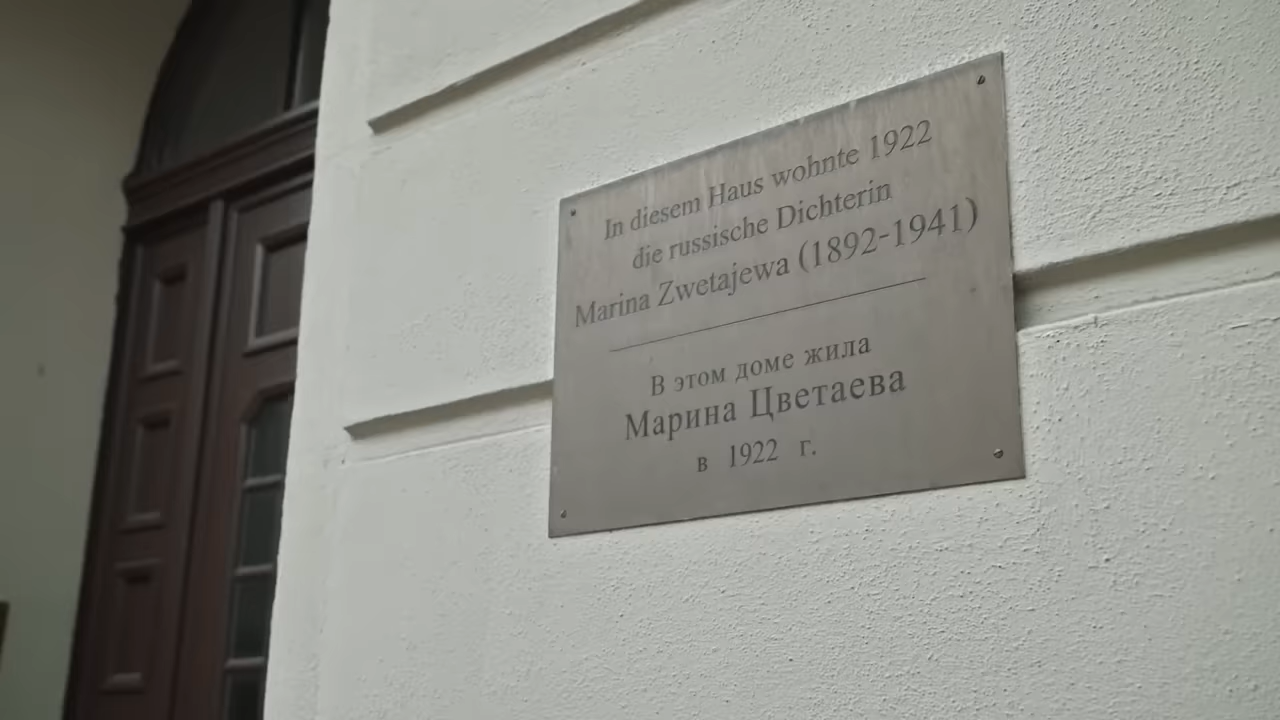 In diesem Haus wohnte 1922
die russische Dichterin
Marina Zwetajewa (1892-1941)
В этом доме жила
Марина Цветаева
в 1922 г.